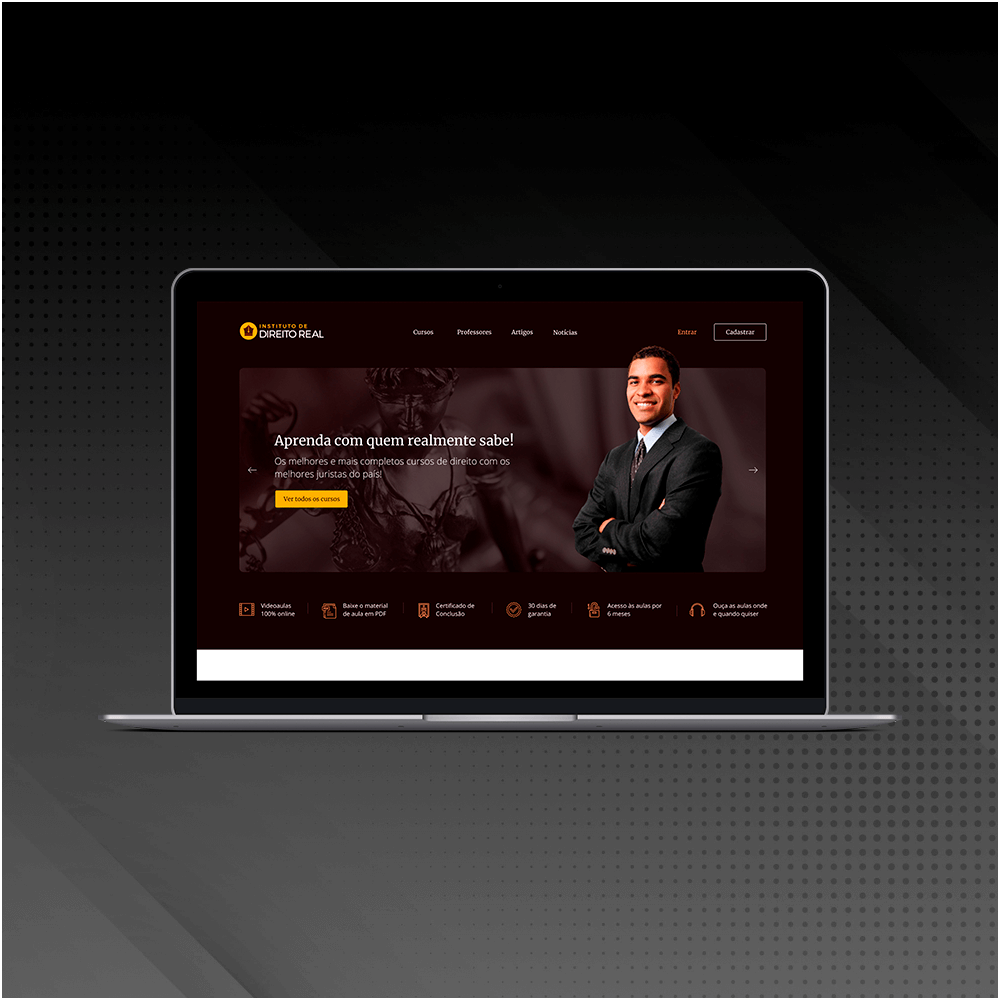 INSTITUTO DE
DIREITO REAL
Cursos
Professores
Artigos
Notícias
Entrar
Cadastrar
Aprenda com quem realmente sabe!
Os melhores e mais completos cursos de direito com os
melhores juristas do país!
Ver todos os cursos
Videoaulas
100% online
Baixe o material
de aula em PDF
Certificado de
Conclusão
30 dias de
garantia
Acesso às aulas por
6 meses
Ouça as aulas onde
e quando quiser